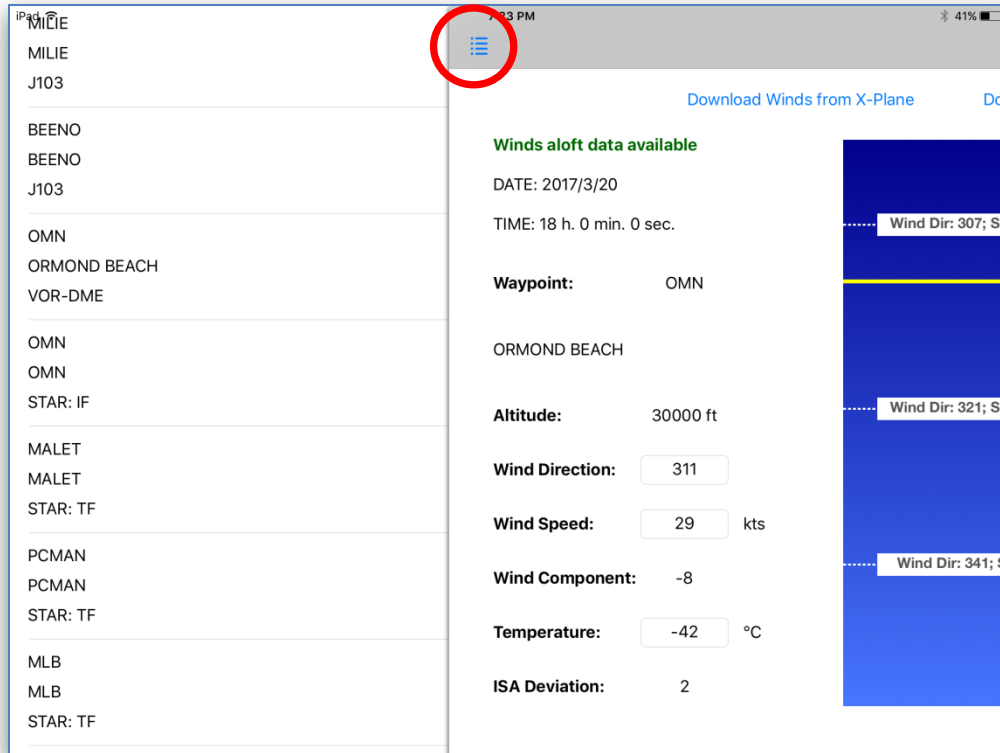 iPad
7:23 PM
41%
MILIE
MILIE
J103
BEENO
BEENO
J103
OMN
ORMOND BEACH
VOR-DME
OMN
OMN
STAR: IF
MALET
MALET
STAR: TF
PCMAN
PCMAN
STAR: TF
MLB
MLB
STAR: TF
Download Winds from X-Plane
Winds aloft data available
DATE: 2017/3/20
TIME: 18 h. 0 min. 0 sec.
Waypoint: OMN
ORMOND BEACH
Altitude: 30000 ft
Wind Direction: 311
Wind Speed: 29 kts
Wind Component: -8
Temperature: -42 °C
ISA Deviation: 2
Wind Dir: 307; S
Wind Dir: 321; S
Wind Dir: 341;